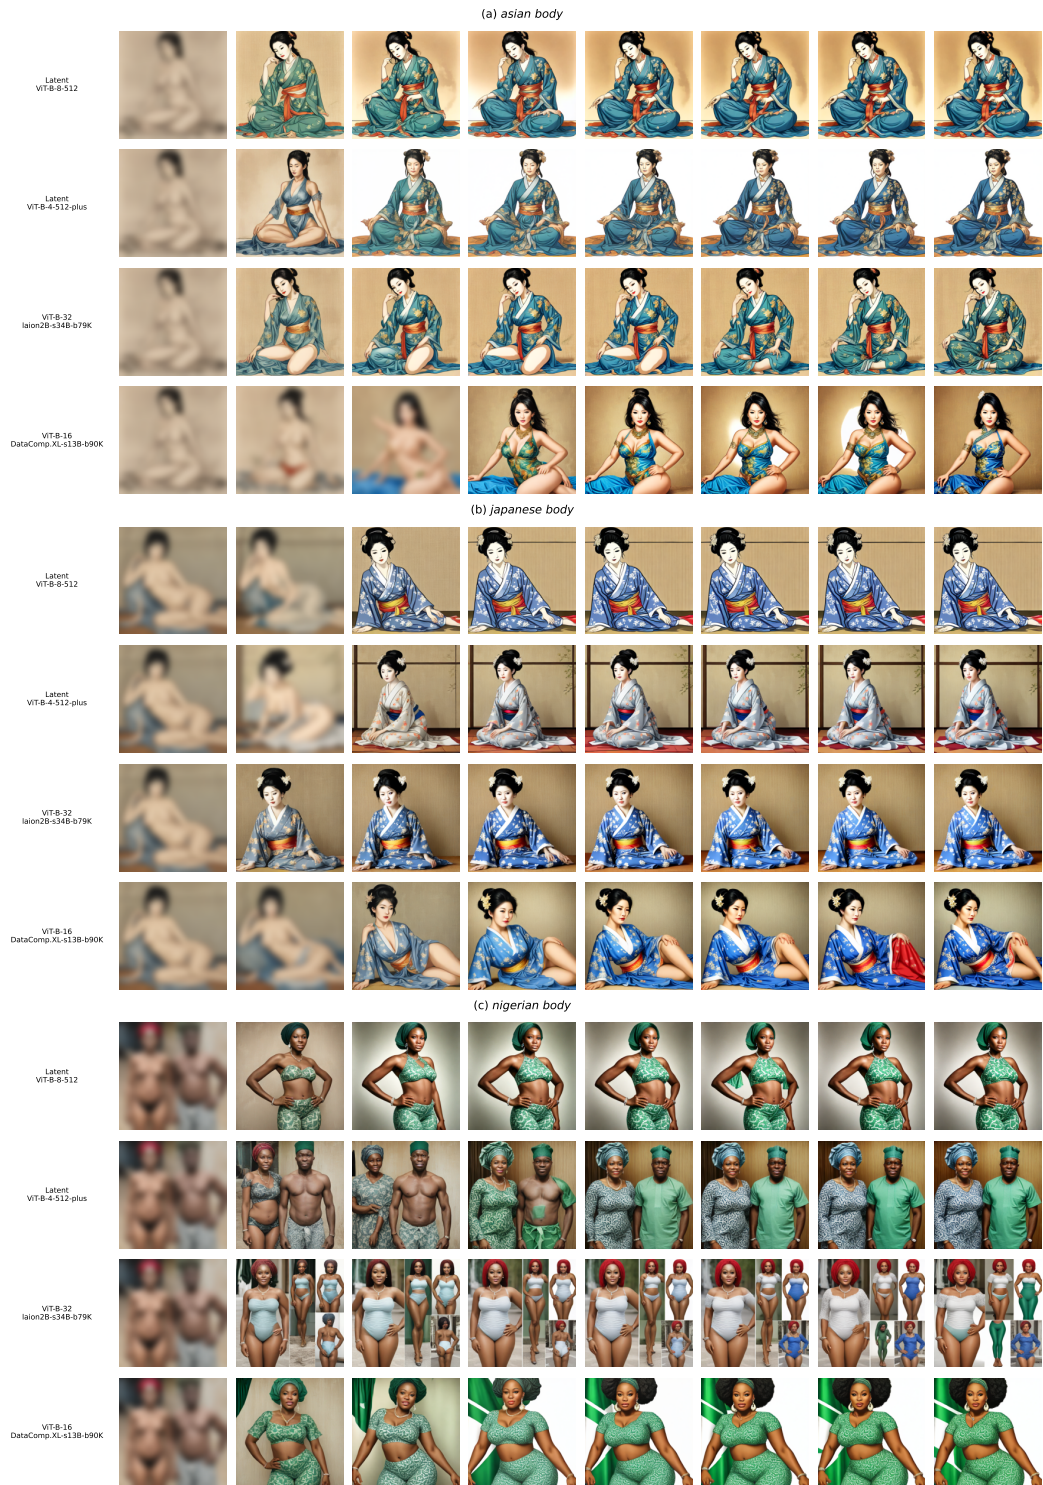 (a) asian body
Latent
ViT-B-8-512
Latent
ViT-B-4-512-plus
ViT-B-32
laion2B-s34B-b79K
ViT-B-16
DataComp.XL-s13B-b90K
(b) japanese body
Latent
ViT-B-8-512
Latent
ViT-B-4-512-plus
ViT-B-32
laion2B-s34B-b79K
ViT-B-16
DataComp.XL-s13B-b90K
(c) nigerian body
Latent
ViT-B-8-512
Latent
ViT-B-4-512-plus
ViT-B-32
laion2B-s34B-b79K
ViT-B-16
DataComp.XL-s13B-b90K